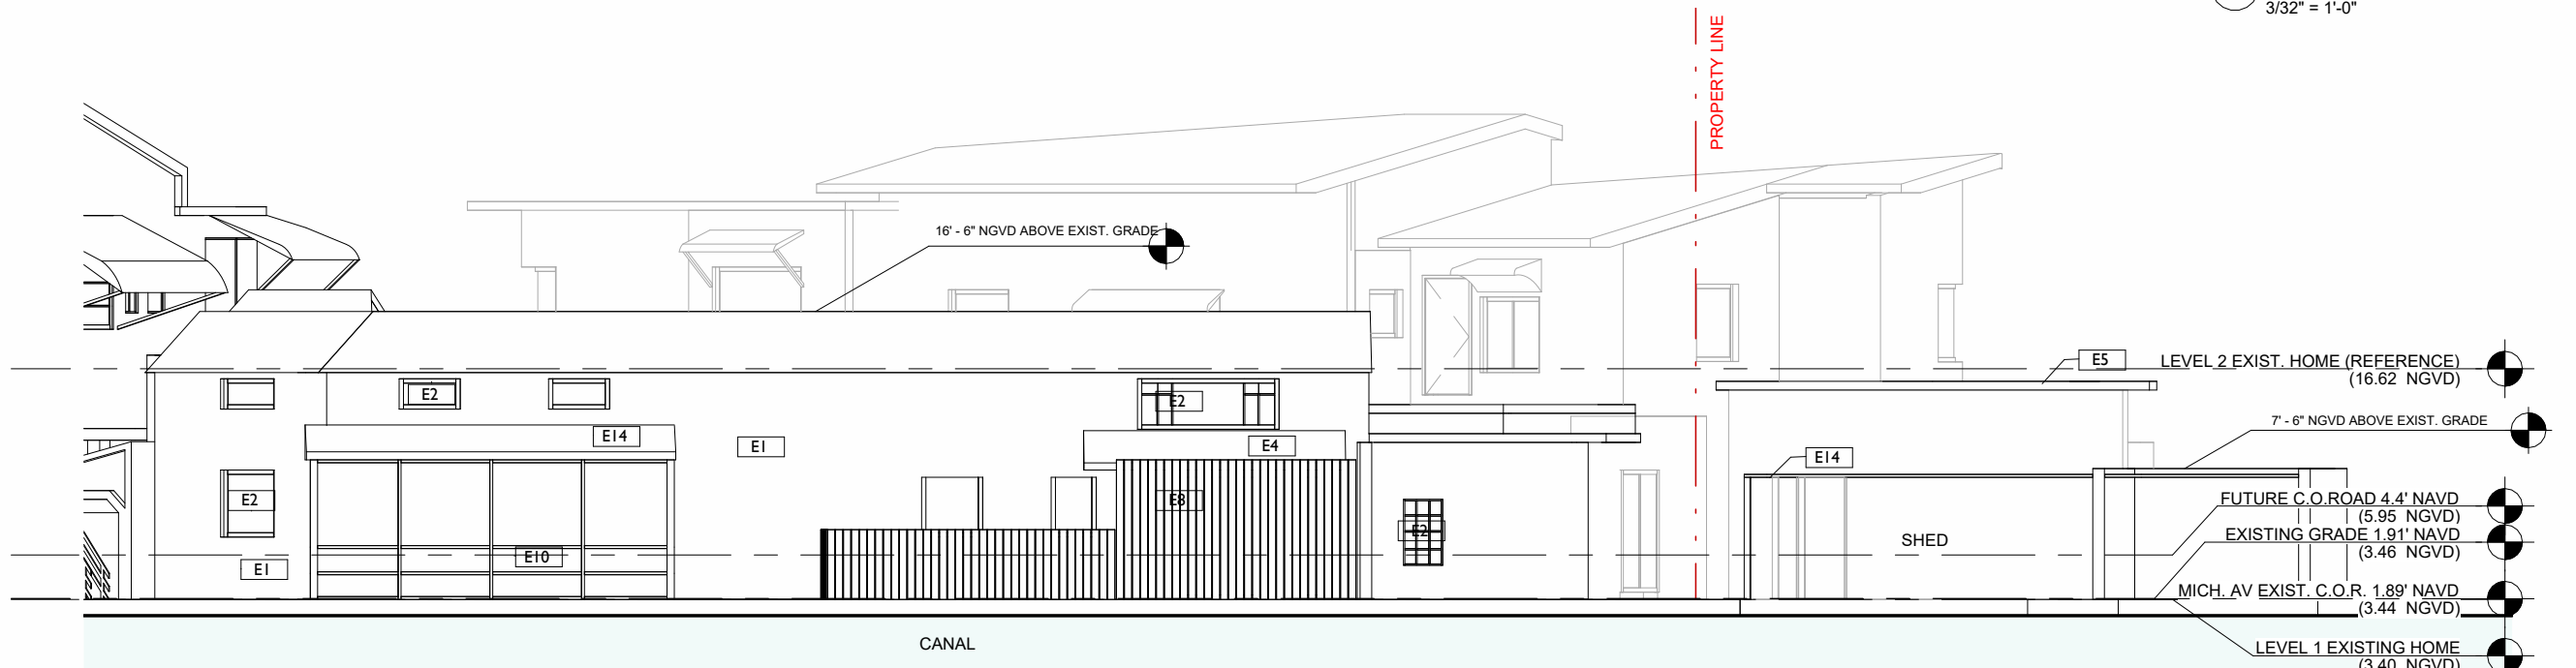 3/32" = 1'-0"
PROPERTY LINE
16' - 6" NGVD ABOVE EXIST. GRADE
E5
LEVEL 2 EXIST. HOME (REFERENCE)
(16.62 NGVD)
E2
E2
7' - 6" NGVD ABOVE EXIST. GRADE
E14
E1
E4
E14
E2
E8
FUTURE C.O.ROAD 4.4' NAVD
(5.95 NGVD)
E2
EXISTING GRADE 1.91' NAVD
(3.46 NGVD)
SHED
E10
E1
MICH. AV EXIST. C.O.R. 1.89' NAVD
(3.44 NGVD)
CANAL
LEVEL 1 EXISTING HOME
(3.40 NGVD)